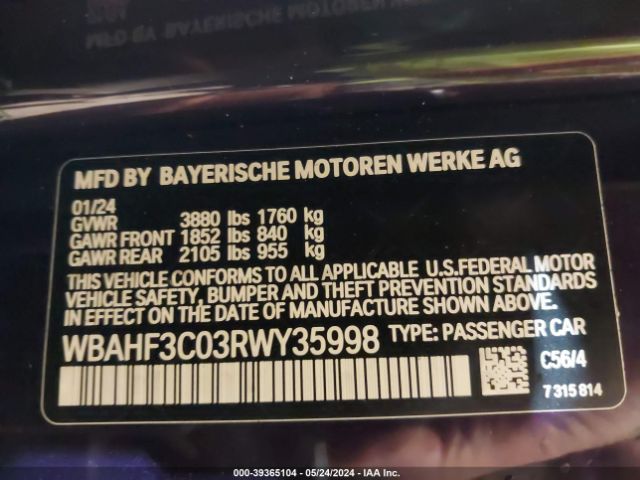 MFD BY BAYERISCHE MOTOREN WERKE AG
01/24
GVWR 3880 lbs 1760 kg
GAWR FRONT 1852 lbs 840 kg
GAWR REAR 2105 lbs 955 kg
THIS VEHICLE CONFORMS TO ALL APPLICABLE U.S.FEDERAL MOTOR
VEHICLE SAFETY, BUMPER AND THEFT PREVENTION STANDARDS
IN EFFECT ON THE DATE OF MANUFACTURE SHOWN ABOVE.
WBAHF3C03RWY35998 TYPE: PASSENGER CAR
C56/4
7 315 814
000-39365104 - 05/24/2024 - IAA Inc.